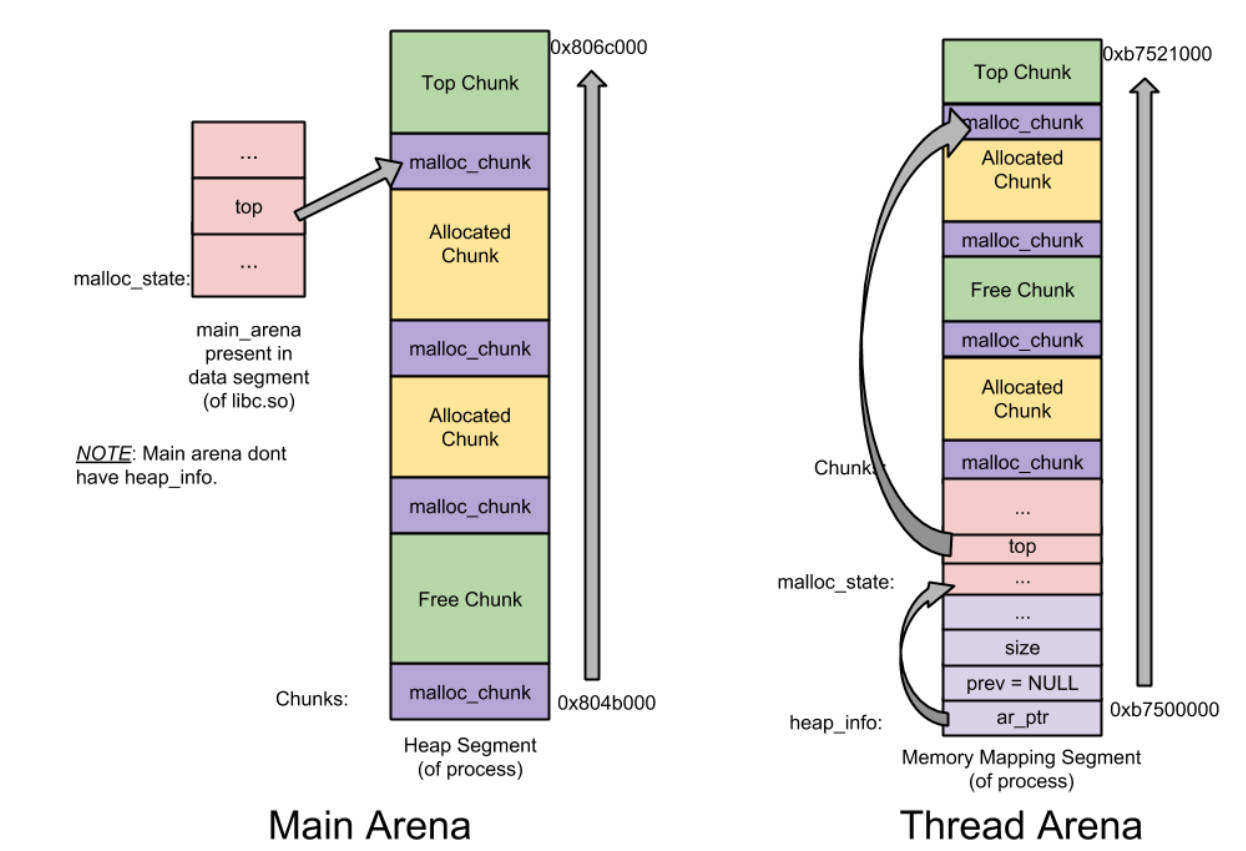 0x806c000
Top Chunk
malloc_chunk
...
top
...
malloc_state:
main_arena
present in
data segment
(of libc.so)
NOTE: Main arena dont
have heap_info.
Allocated
Chunk
malloc_chunk
Allocated
Chunk
malloc_chunk
Free Chunk
Chunks:
malloc_chunk
0x804b000
Heap Segment
(of process)
Main Arena
0xb7521000
Top Chunk
malloc_chunk
Allocated
Chunk
malloc_chunk
Free Chunk
malloc_chunk
Allocated
Chunk
Chunks:
malloc_chunk
...
top
malloc_state:
...
...
size
prev = NULL
heap_info:
ar_ptr
0xb7500000
Memory Mapping Segment
(of process)
Thread Arena